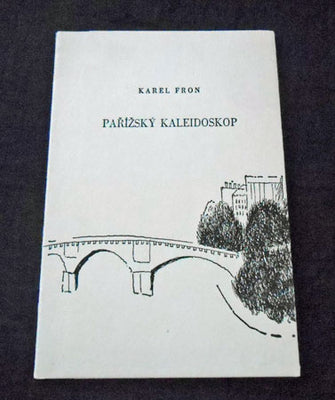 KAREL FRON
PAŘÍŽSKÝ KALEIDOSKOP